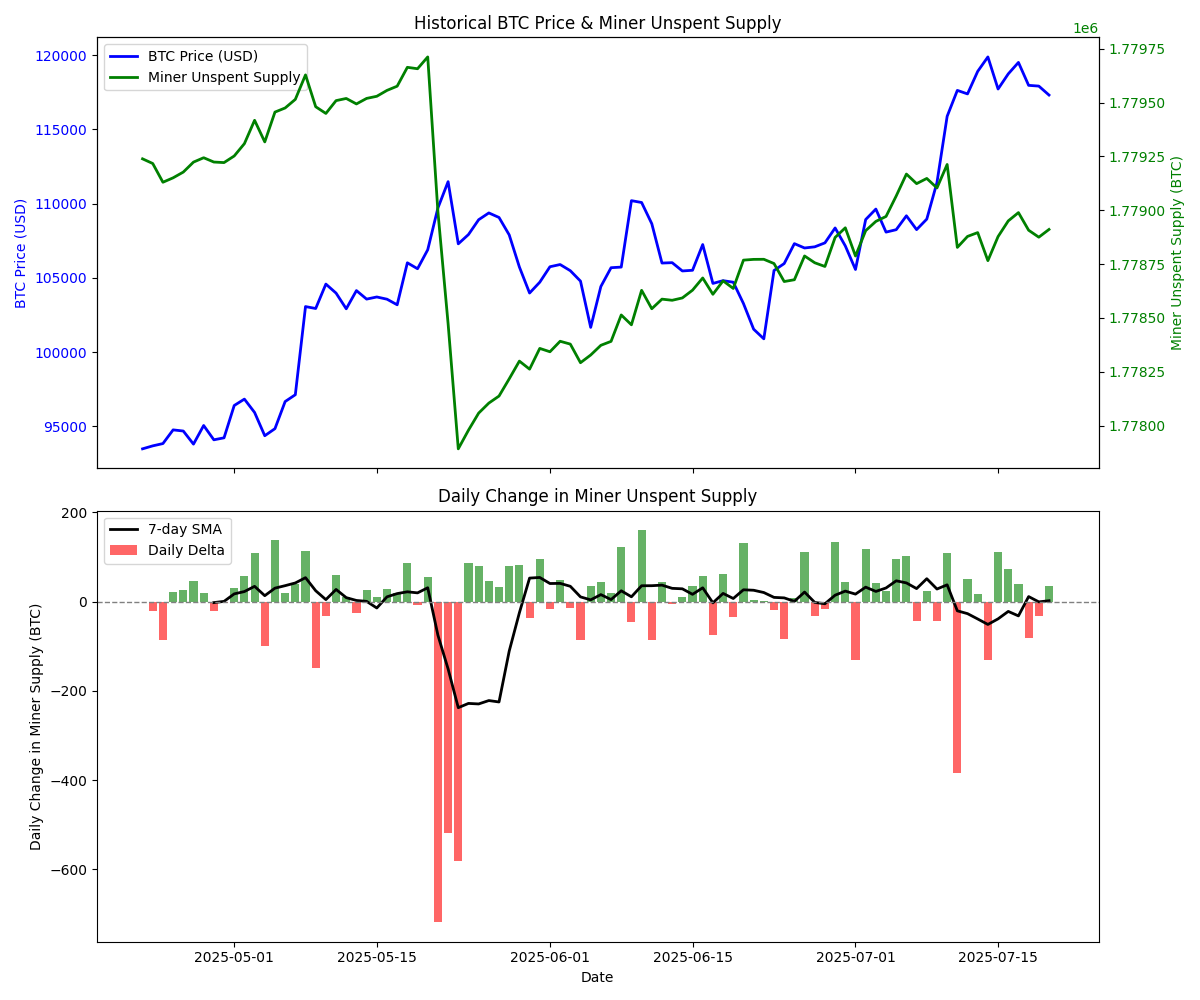 Historical BTC Price & Miner Unspent Supply
1e6
BTC Price (USD)
Miner Unspent Supply
120000
115000
110000
105000
100000
95000
BTC Price (USD)
1.77975
1.77950
1.77925
1.77900
1.77875
1.77850
1.77825
1.77800
Miner Unspent Supply (BTC)
Daily Change in Miner Unspent Supply
7-day SMA
Daily Delta
200
0
−200
−400
−600
Daily Change in Miner Supply (BTC)
2025-05-01 2025-05-15 2025-06-01 2025-06-15 2025-07-01 2025-07-15
Date